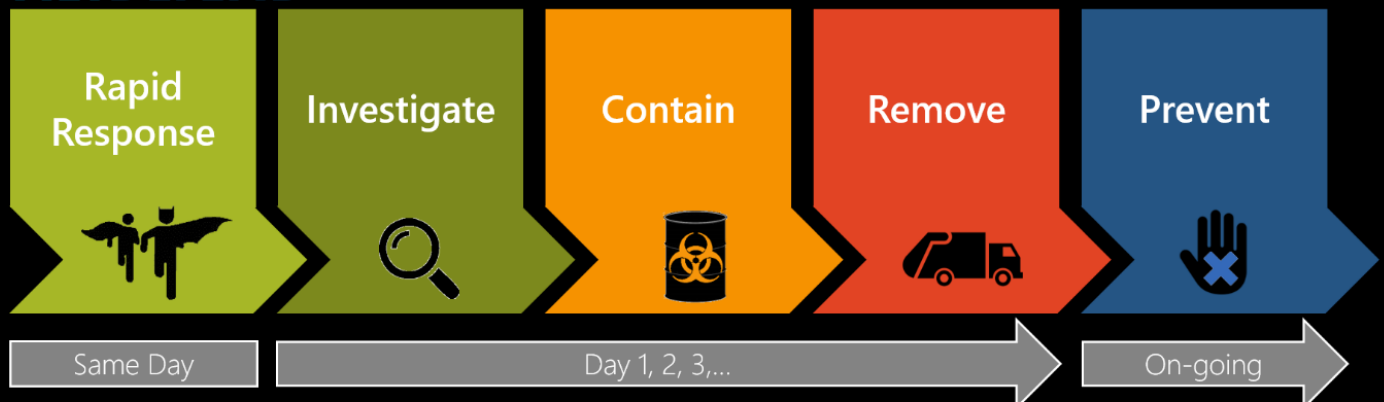 Rapid
Response
Investigate
Contain
Remove
Prevent
Same Day
Day 1, 2, 3,...
On-going